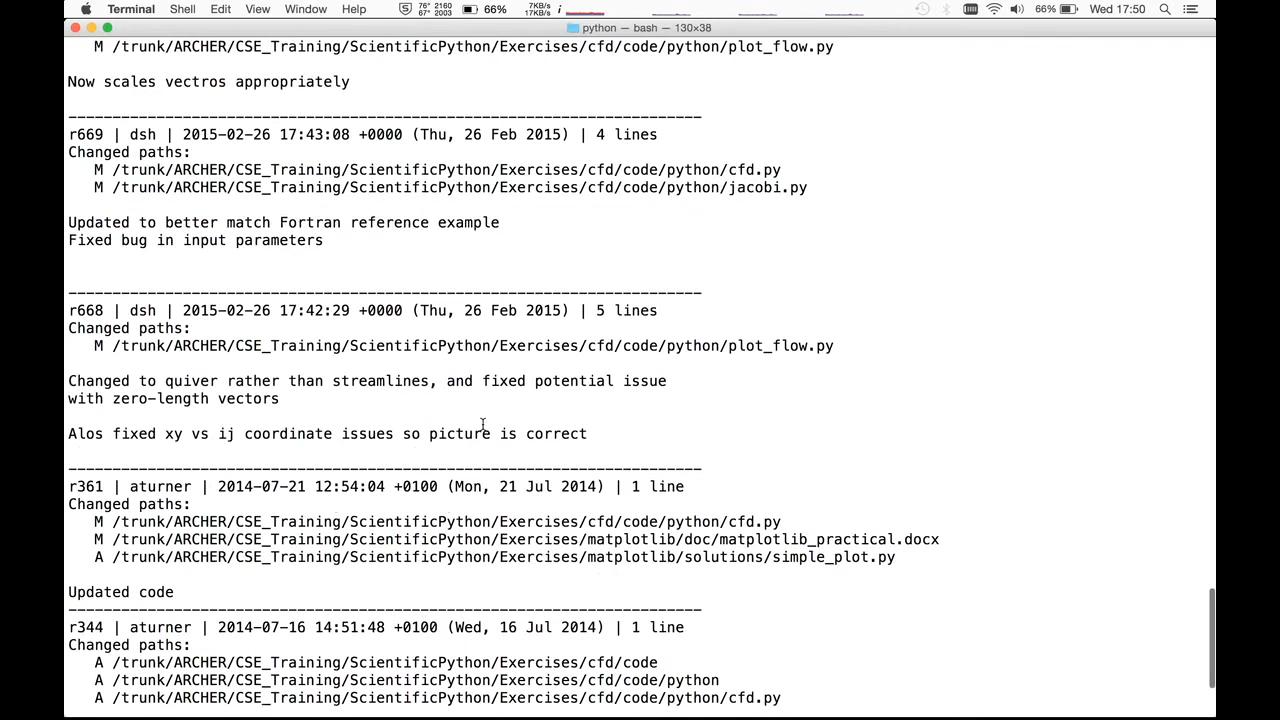 Terminal Shell Edit View Window Help 76° 2160 67° 2003 66% 7KB/s 17KB/s 66% Wed 17:50
python — bash — 130×38
M /trunk/ARCHER/CSE_Training/ScientificPython/Exercises/cfd/code/python/plot_flow.py
Now scales vectros appropriately
------------------------------------------------------------------------
r669 | dsh | 2015-02-26 17:43:08 +0000 (Thu, 26 Feb 2015) | 4 lines
Changed paths:
M /trunk/ARCHER/CSE_Training/ScientificPython/Exercises/cfd/code/python/cfd.py
M /trunk/ARCHER/CSE_Training/ScientificPython/Exercises/cfd/code/python/jacobi.py
Updated to better match Fortran reference example
Fixed bug in input parameters
------------------------------------------------------------------------
r668 | dsh | 2015-02-26 17:42:29 +0000 (Thu, 26 Feb 2015) | 5 lines
Changed paths:
M /trunk/ARCHER/CSE_Training/ScientificPython/Exercises/cfd/code/python/plot_flow.py
Changed to quiver rather than streamlines, and fixed potential issue
with zero-length vectors
Alos fixed xy vs ij coordinate issues so picture is correct
------------------------------------------------------------------------
r361 | aturner | 2014-07-21 12:54:04 +0100 (Mon, 21 Jul 2014) | 1 line
Changed paths:
M /trunk/ARCHER/CSE_Training/ScientificPython/Exercises/cfd/code/python/cfd.py
M /trunk/ARCHER/CSE_Training/ScientificPython/Exercises/matplotlib/doc/matplotlib_practical.docx
A /trunk/ARCHER/CSE_Training/ScientificPython/Exercises/matplotlib/solutions/simple_plot.py
Updated code
------------------------------------------------------------------------
r344 | aturner | 2014-07-16 14:51:48 +0100 (Wed, 16 Jul 2014) | 1 line
Changed paths:
A /trunk/ARCHER/CSE_Training/ScientificPython/Exercises/cfd/code
A /trunk/ARCHER/CSE_Training/ScientificPython/Exercises/cfd/code/python
A /trunk/ARCHER/CSE_Training/ScientificPython/Exercises/cfd/code/python/cfd.py